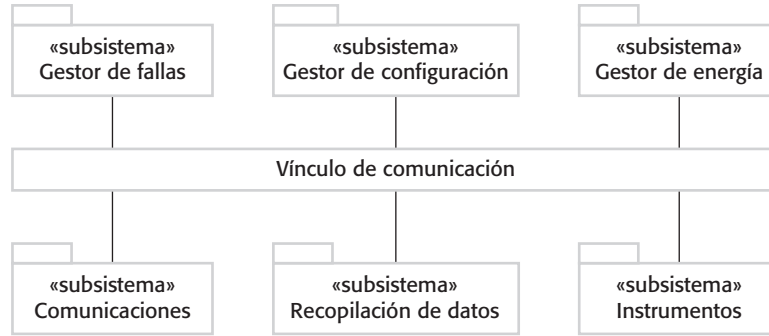 «subsistema»
Gestor de fallas
«subsistema»
Gestor de configuración
«subsistema»
Gestor de energía
Vínculo de comunicación
«subsistema»
Comunicaciones
«subsistema»
Recopilación de datos
«subsistema»
Instrumentos